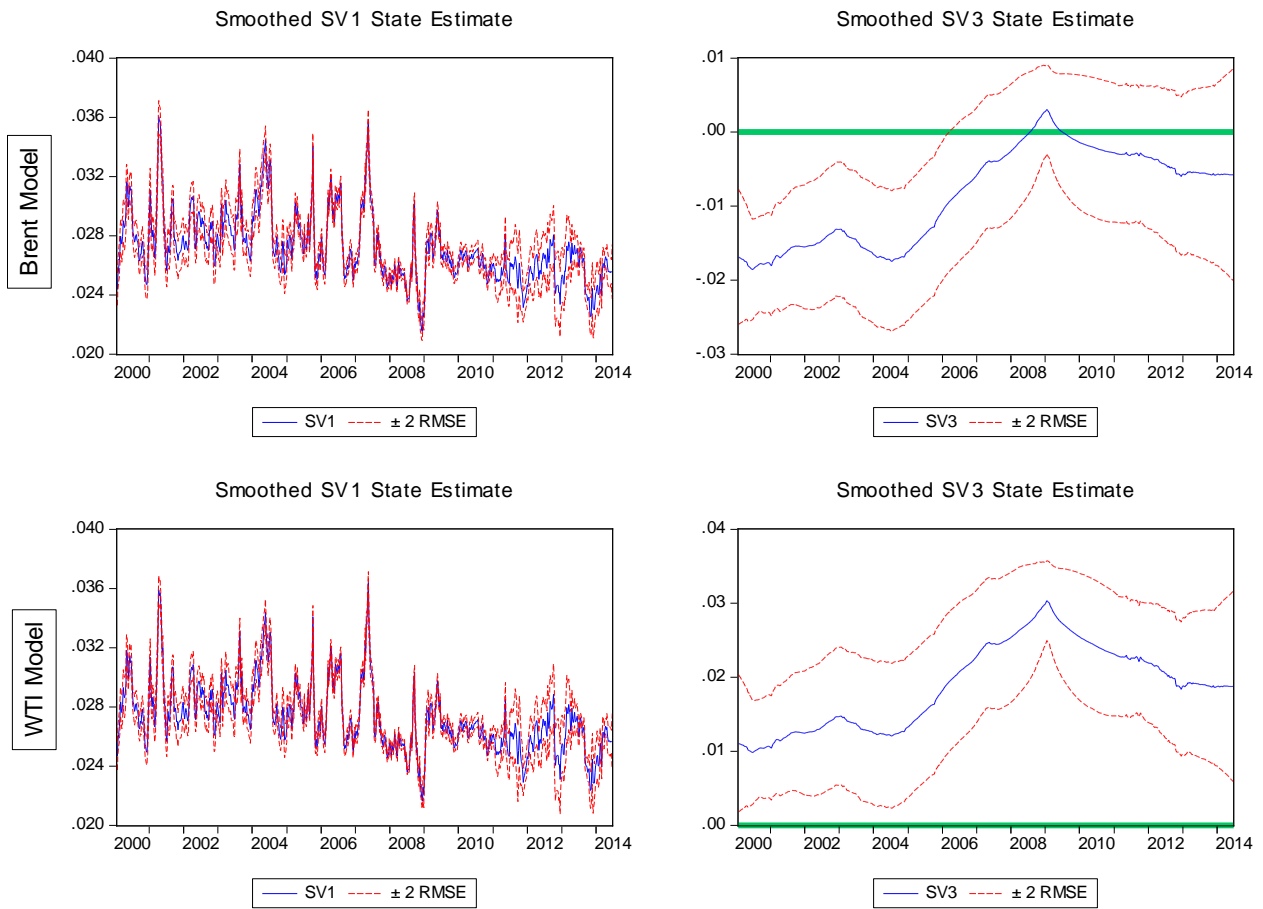 Smoothed SV1 State Estimate
.040
.036
.032
.028
.024
.020
2000 2002 2004 2006 2008 2010 2012 2014
SV1 ± 2 RMSE
Brent Model
Smoothed SV3 State Estimate
.01
.00
-.01
-.02
-.03
2000 2002 2004 2006 2008 2010 2012 2014
SV3 ± 2 RMSE
Smoothed SV1 State Estimate
.040
.036
.032
.028
.024
.020
2000 2002 2004 2006 2008 2010 2012 2014
SV1 ± 2 RMSE
WTI Model
Smoothed SV3 State Estimate
.04
.03
.02
.01
.00
2000 2002 2004 2006 2008 2010 2012 2014
SV3 ± 2 RMSE